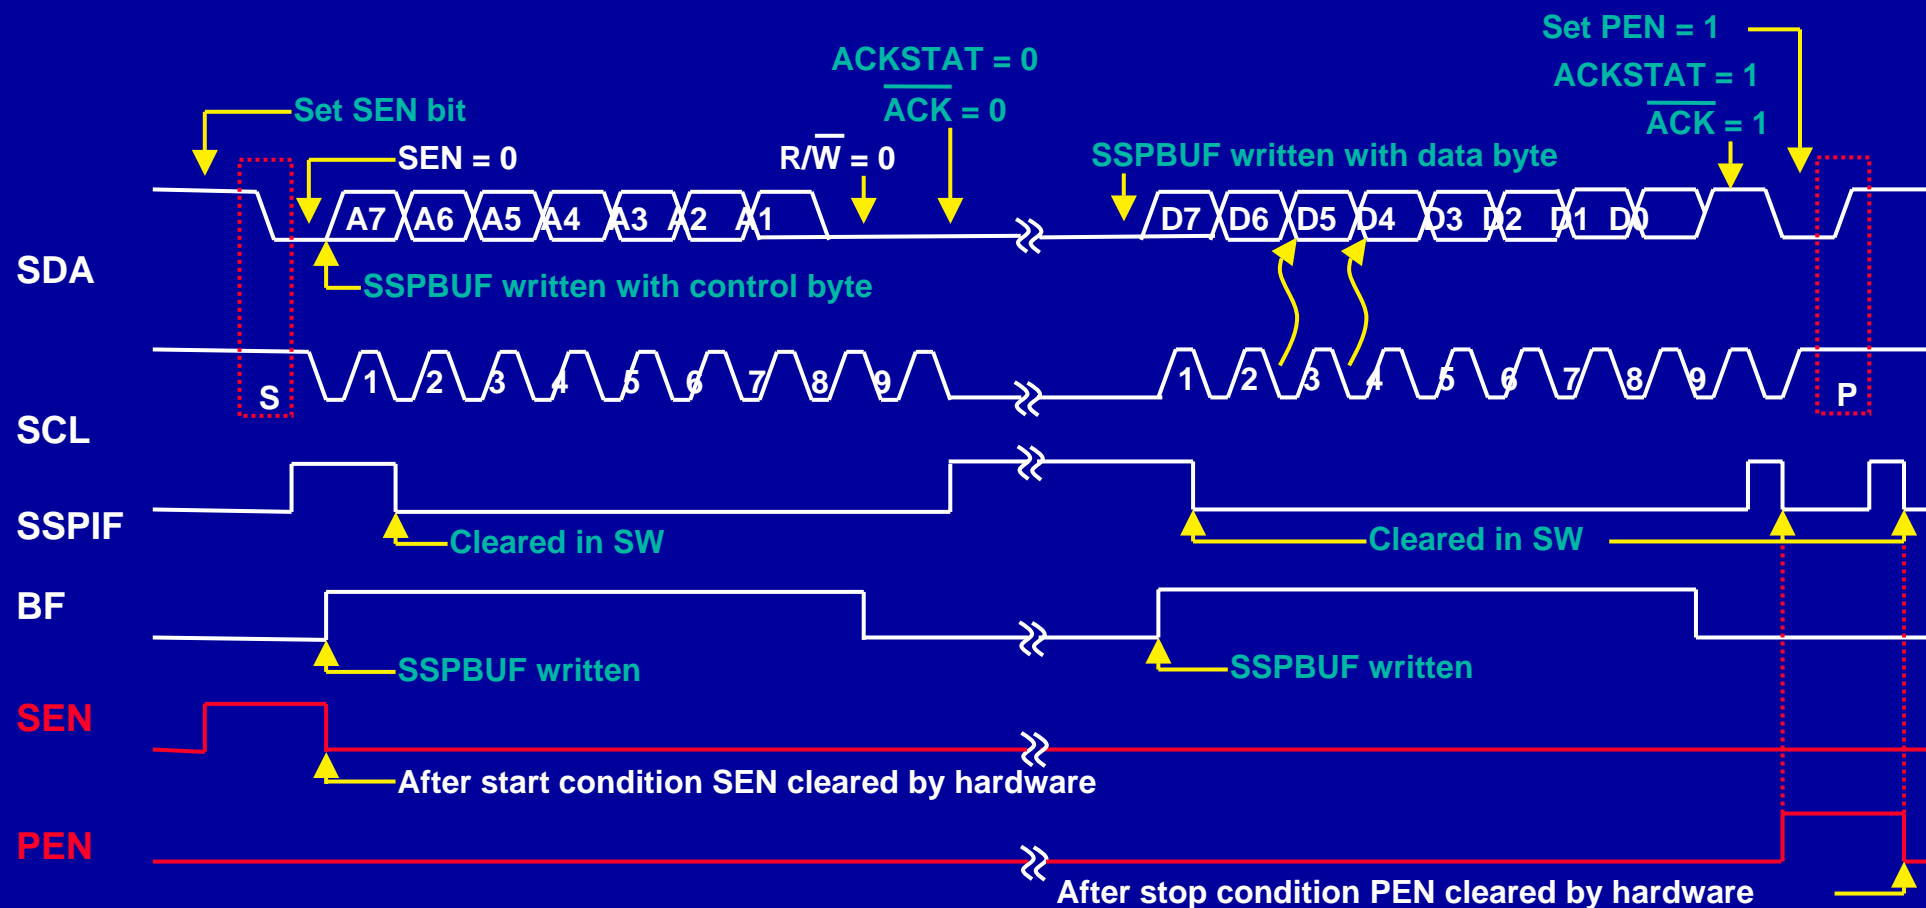 Set PEN = 1
ACKSTAT = 0
ACKSTAT = 1
Set SEN bit
ACK = 0
ACK = 1
SEN = 0
R/W = 0
SSPBUF written with data byte
A7 A6 A5 A4 A3 A2 A1
D7 D6 D5 D4 D3 D2 D1 D0
SDA
SSPBUF written with control byte
1 2 3 4 5 6 7 8 9
1 2 3 4 5 6 7 8 9
S
P
SCL
SSPIF
Cleared in SW
Cleared in SW
BF
SSPBUF written
SSPBUF written
SEN
After start condition SEN cleared by hardware
PEN
After stop condition PEN cleared by hardware